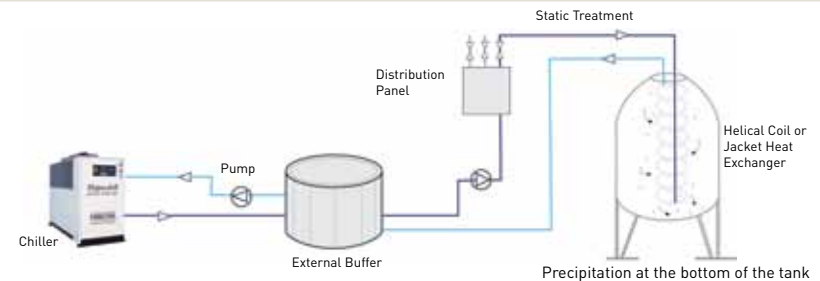 Static Treatment
Distribution
Panel
Helical Coil or
Jacket Heat
Exchanger
Pump
Chiller
External Buffer
Precipitation at the bottom of the tank